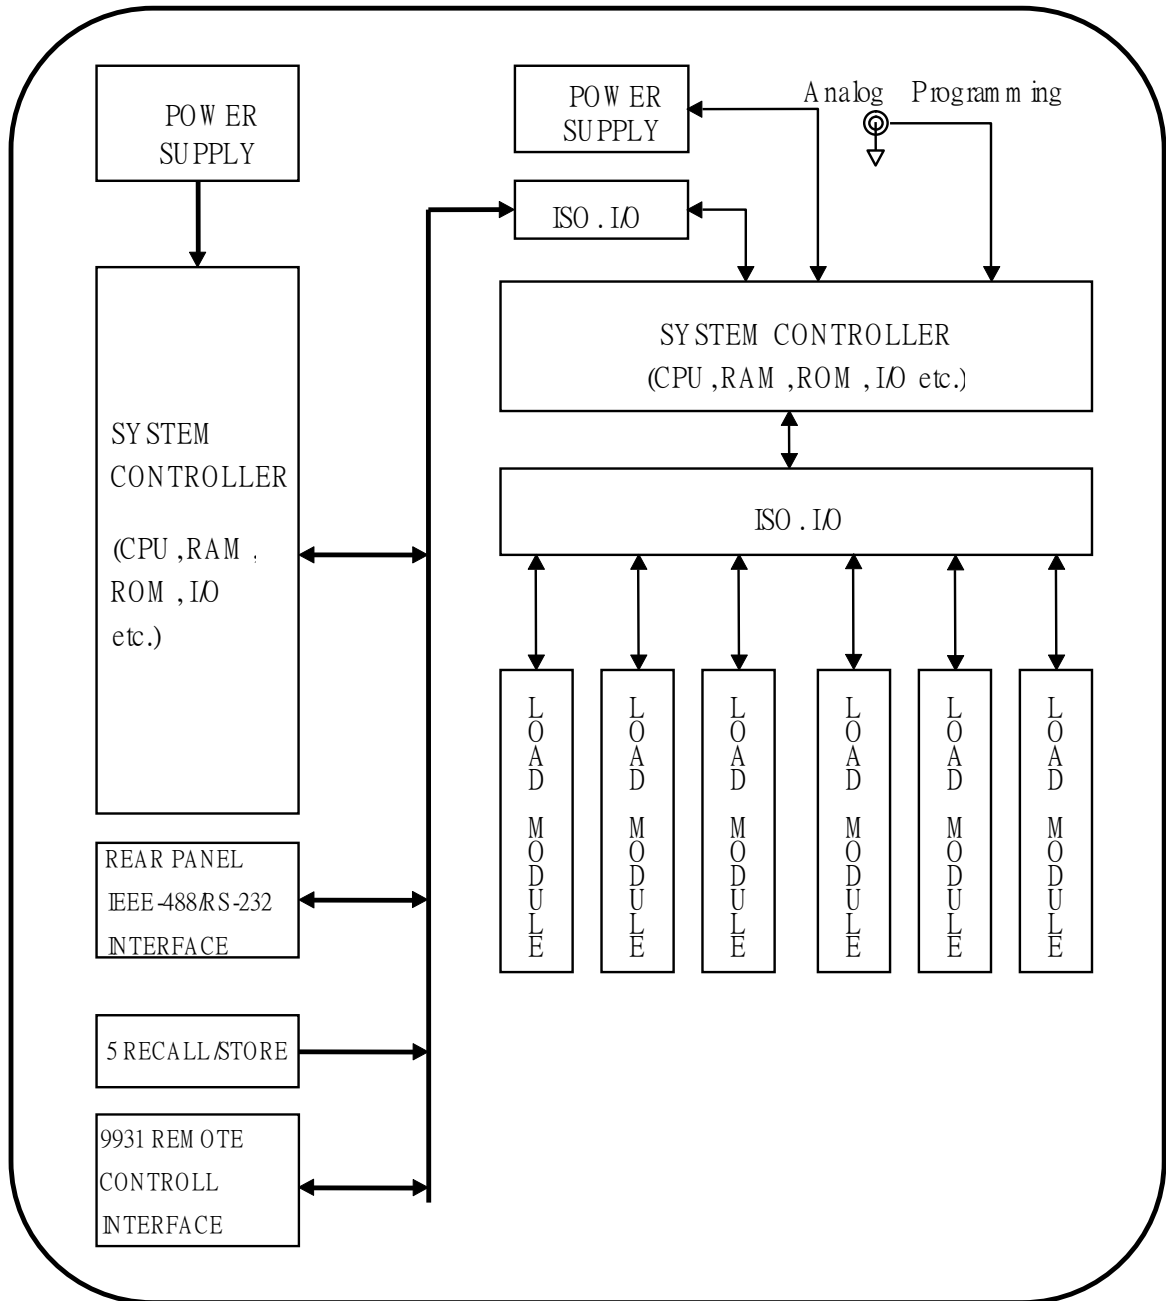 POWER
SUPPLY
SYSTEM
CONTROLLER
(CPU,RAM,
ROM,I/O
etc.)
REAR PANEL
IEEE-488/RS-232
INTERFACE
5 RECALL/STORE
9931 REMOTE
CONTROLL
INTERFACE
POWER
SUPPLY
Analog Programming
ISO.I/O
SYSTEM CONTROLLER
(CPU,RAM,ROM,I/O etc.)
ISO.I/O
LOAD MODULE
LOAD MODULE
LOAD MODULE
LOAD MODULE
LOAD MODULE
LOAD MODULE